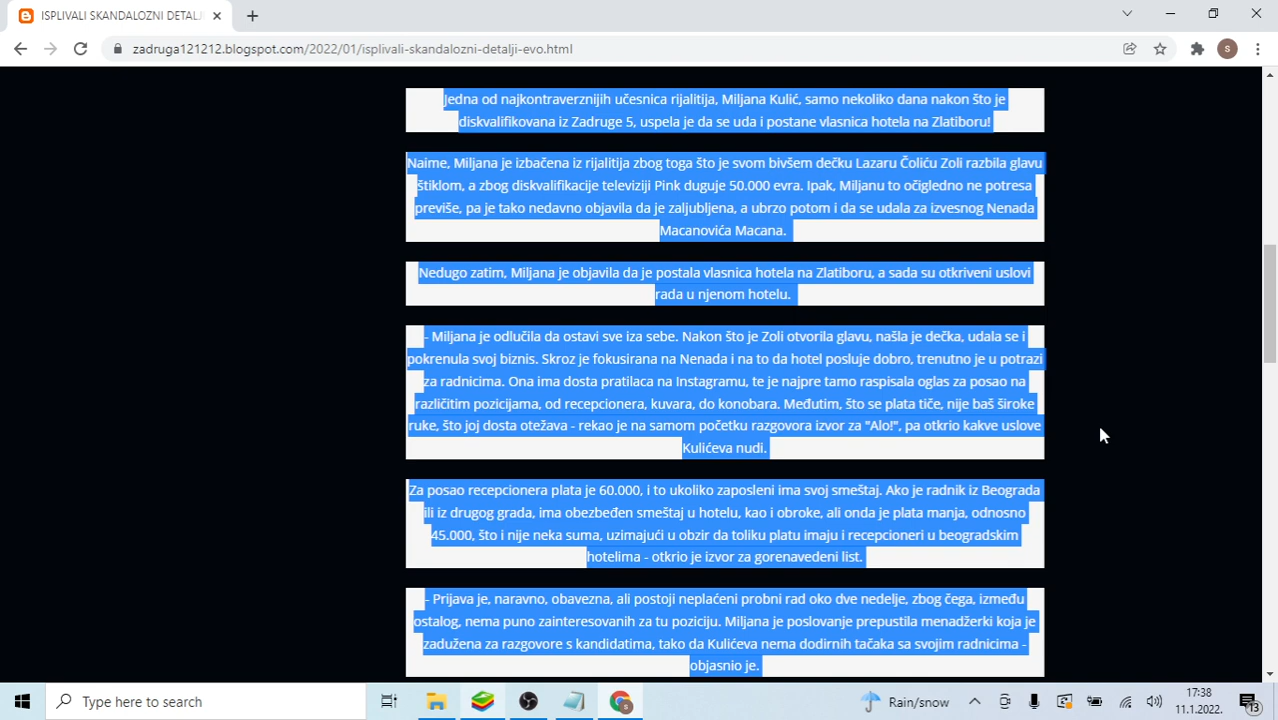 ISPLIVALI SKANDALOZNI DETALJ
zadruga121212.blogspot.com/2022/01/isplivali-skandalozni-detalji-evo.html
S
Jedna od najkontraverznijih učesnica rijalitija, Miljana Kulić, samo nekoliko dana nakon što je
diskvalifikovana iz Zadruge 5, uspela je da se uda i postane vlasnica hotela na Zlatiboru!
Naime, Miljana je izbačena iz rijalitija zbog toga što je svom bivšem dečku Lazaru Čoliću Zoli razbila glavu
štiklom, a zbog diskvalifikacije televiziji Pink duguje 50.000 evra. Ipak, Miljanu to očigledno ne potresa
previše, pa je tako nedavno objavila da je zaljubljena, a ubrzo potom i da se udala za izvesnog Nenada
Macanovića Macana.
Nedugo zatim, Miljana je objavila da je postala vlasnica hotela na Zlatiboru, a sada su otkriveni uslovi
rada u njenom hotelu.
- Miljana je odlučila da ostavi sve iza sebe. Nakon što je Zoli otvorila glavu, našla je dečka, udala se i
pokrenula svoj biznis. Skroz je fokusirana na Nenada i na to da hotel posluje dobro, trenutno je u potrazi
za radnicima. Ona ima dosta pratilaca na Instagramu, te je najpre tamo raspisala oglas za posao na
različitim pozicijama, od recepcionera, kuvara, do konobara. Međutim, što se plata tiče, nije baš široke
ruke, što joj dosta otežava - rekao je na samom početku razgovora izvor za "Alo!", pa otkrio kakve uslove
Kulićeva nudi.
Za posao recepcionera plata je 60.000, i to ukoliko zaposleni ima svoj smeštaj. Ako je radnik iz Beograda
ili iz drugog grada, ima obezbeđen smeštaj u hotelu, kao i obroke, ali onda je plata manja, odnosno
45.000, što i nije neka suma, uzimajući u obzir da toliku platu imaju i recepcioneri u beogradskim
hotelima - otkrio je izvor za gorenavedeni list.
- Prijava je, naravno, obavezna, ali postoji neplaćeni probni rad oko dve nedelje, zbog čega, između
ostalog, nema puno zainteresovanih za tu poziciju. Miljana je poslovanje prepustila menadžerki koja je
zadužena za razgovore s kandidatima, tako da Kulićeva nema dodirnih tačaka sa svojim radnicima -
objasnio je.
Type here to search
Rain/snow
17:38
11.1.2022.
13